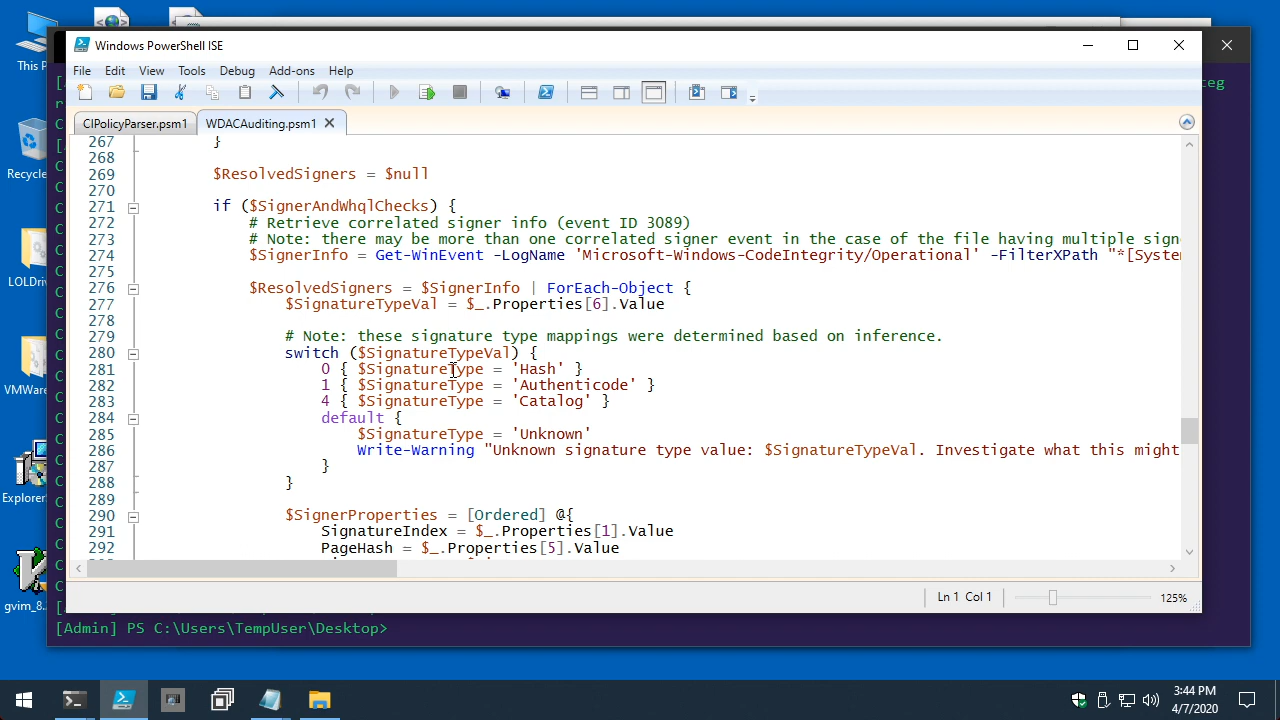 This P
Windows PowerShell ISE
File Edit View Tools Debug Add-ons Help
CIPolicyParser.psm1 WDACAuditing.psm1
267 }
268
269 $ResolvedSigners = $null
270
271 if ($SignerAndWhqlChecks) {
272 # Retrieve correlated signer info (event ID 3089)
273 # Note: there may be more than one correlated signer event in the case of the file having multiple sign
274 $SignerInfo = Get-WinEvent -LogName 'Microsoft-Windows-CodeIntegrity/Operational' -FilterXPath "*[Syste
275
276 $ResolvedSigners = $SignerInfo | ForEach-Object {
277 $SignatureTypeVal = $_.Properties[6].Value
278
279 # Note: these signature type mappings were determined based on inference.
280 switch ($SignatureTypeVal) {
281 0 { $SignatureType = 'Hash' }
282 1 { $SignatureType = 'Authenticode' }
283 4 { $SignatureType = 'Catalog' }
284 default {
285 $SignatureType = 'Unknown'
286 Write-Warning "Unknown signature type value: $SignatureTypeVal. Investigate what this might
287 }
288 }
289
290 $SignerProperties = [Ordered] @{
291 SignatureIndex = $_.Properties[1].Value
292 PageHash = $_.Properties[5].Value
Ln 1 Col 1 125%
Recycle
LOLDri
VMWar
Explorer
gvim_8.
teg
[Admin] PS C:\Users\TempUser\Desktop>
3:44 PM
4/7/2020